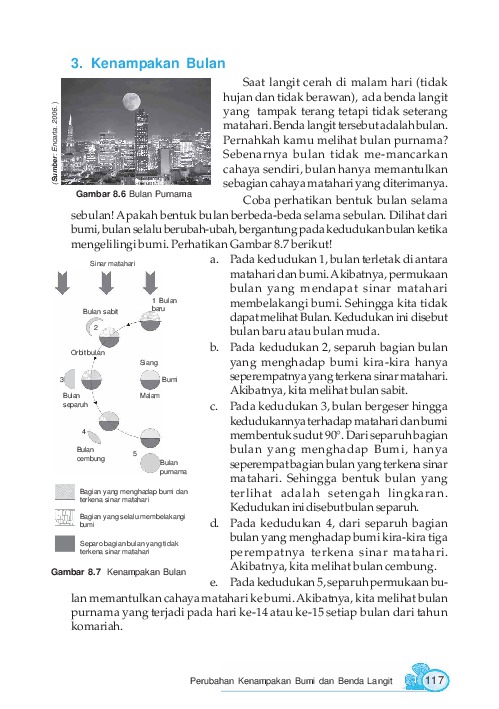 3. Kenampakan Bulan
(Sumber: Encarta, 2006.)
Gambar 8.6 Bulan Purnama
Saat langit cerah di malam hari (tidak
hujan dan tidak berawan), ada benda langit
yang tampak terang tetapi tidak seterang
matahari. Benda langit tersebut adalah bulan.
Pernahkah kamu melihat bulan purnama?
Sebenarnya bulan tidak me-mancarkan
cahaya sendiri, bulan hanya memantulkan
sebagian cahaya matahari yang diterimanya.
Coba perhatikan bentuk bulan selama
sebulan! Apakah bentuk bulan berbeda-beda selama sebulan. Dilihat dari
bumi, bulan selalu berubah-ubah, bergantung pada kedudukan bulan ketika
mengelilingi bumi. Perhatikan Gambar 8.7 berikut!
Sinar matahari
1 Bulan
baru
Bulan sabit
2
Orbit bulan
Siang
3
Bumi
Bulan
separuh
Malam
4
Bulan
cembung
5
Bulan
purnama
Bagian yang menghadap bumi dan
terkena sinar matahari
Bagian yang selalu membelakangi
bumi
Separo bagian bulan yang tidak
terkena sinar matahari
Gambar 8.7 Kenampakan Bulan
a. Pada kedudukan 1, bulan terletak di antara
matahari dan bumi. Akibatnya, permukaan
bulan yang mendapat sinar matahari
membelakangi bumi. Sehingga kita tidak
dapat melihat Bulan. Kedudukan ini disebut
bulan baru atau bulan muda.
b. Pada kedudukan 2, separuh bagian bulan
yang menghadap bumi kira-kira hanya
seperempatnya yang terkena sinar matahari.
Akibatnya, kita melihat bulan sabit.
c. Pada kedudukan 3, bulan bergeser hingga
kedudukannya terhadap matahari dan bumi
membentuk sudut 90°. Dari separuh bagian
bulan yang menghadap Bumi, hanya
seperempat bagian bulan yang terkena sinar
matahari. Sehingga bentuk bulan yang
terlihat adalah setengah lingkaran.
Kedudukan ini disebut bulan separuh.
d. Pada kedudukan 4, dari separuh bagian
bulan yang menghadap bumi kira-kira tiga
perempatnya terkena sinar matahari.
Akibatnya, kita melihat bulan cembung.
e. Pada kedudukan 5, separuh permukaan bu-
lan memantulkan cahaya matahari ke bumi. Akibatnya, kita melihat bulan
purnama yang terjadi pada hari ke-14 atau ke-15 setiap bulan dari tahun
komariah.
Perubahan Kenampakan Bumi dan Benda Langit
117